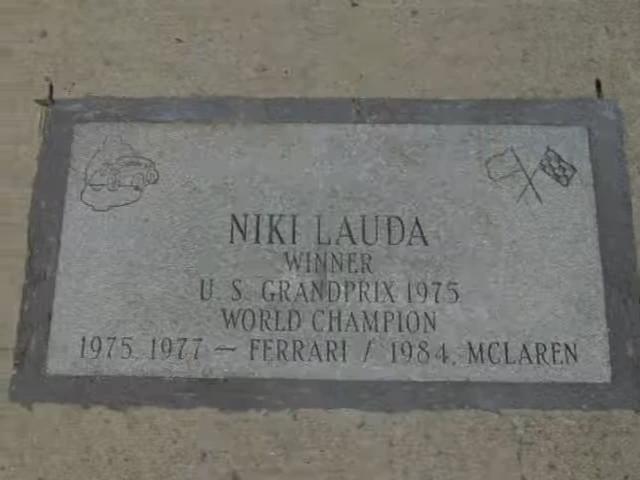 NIKI LAUDA
WINNER
U. S. GRANDPRIX 1975
WORLD CHAMPION
1975 1977 — FERRARI / 1984. MCLAREN